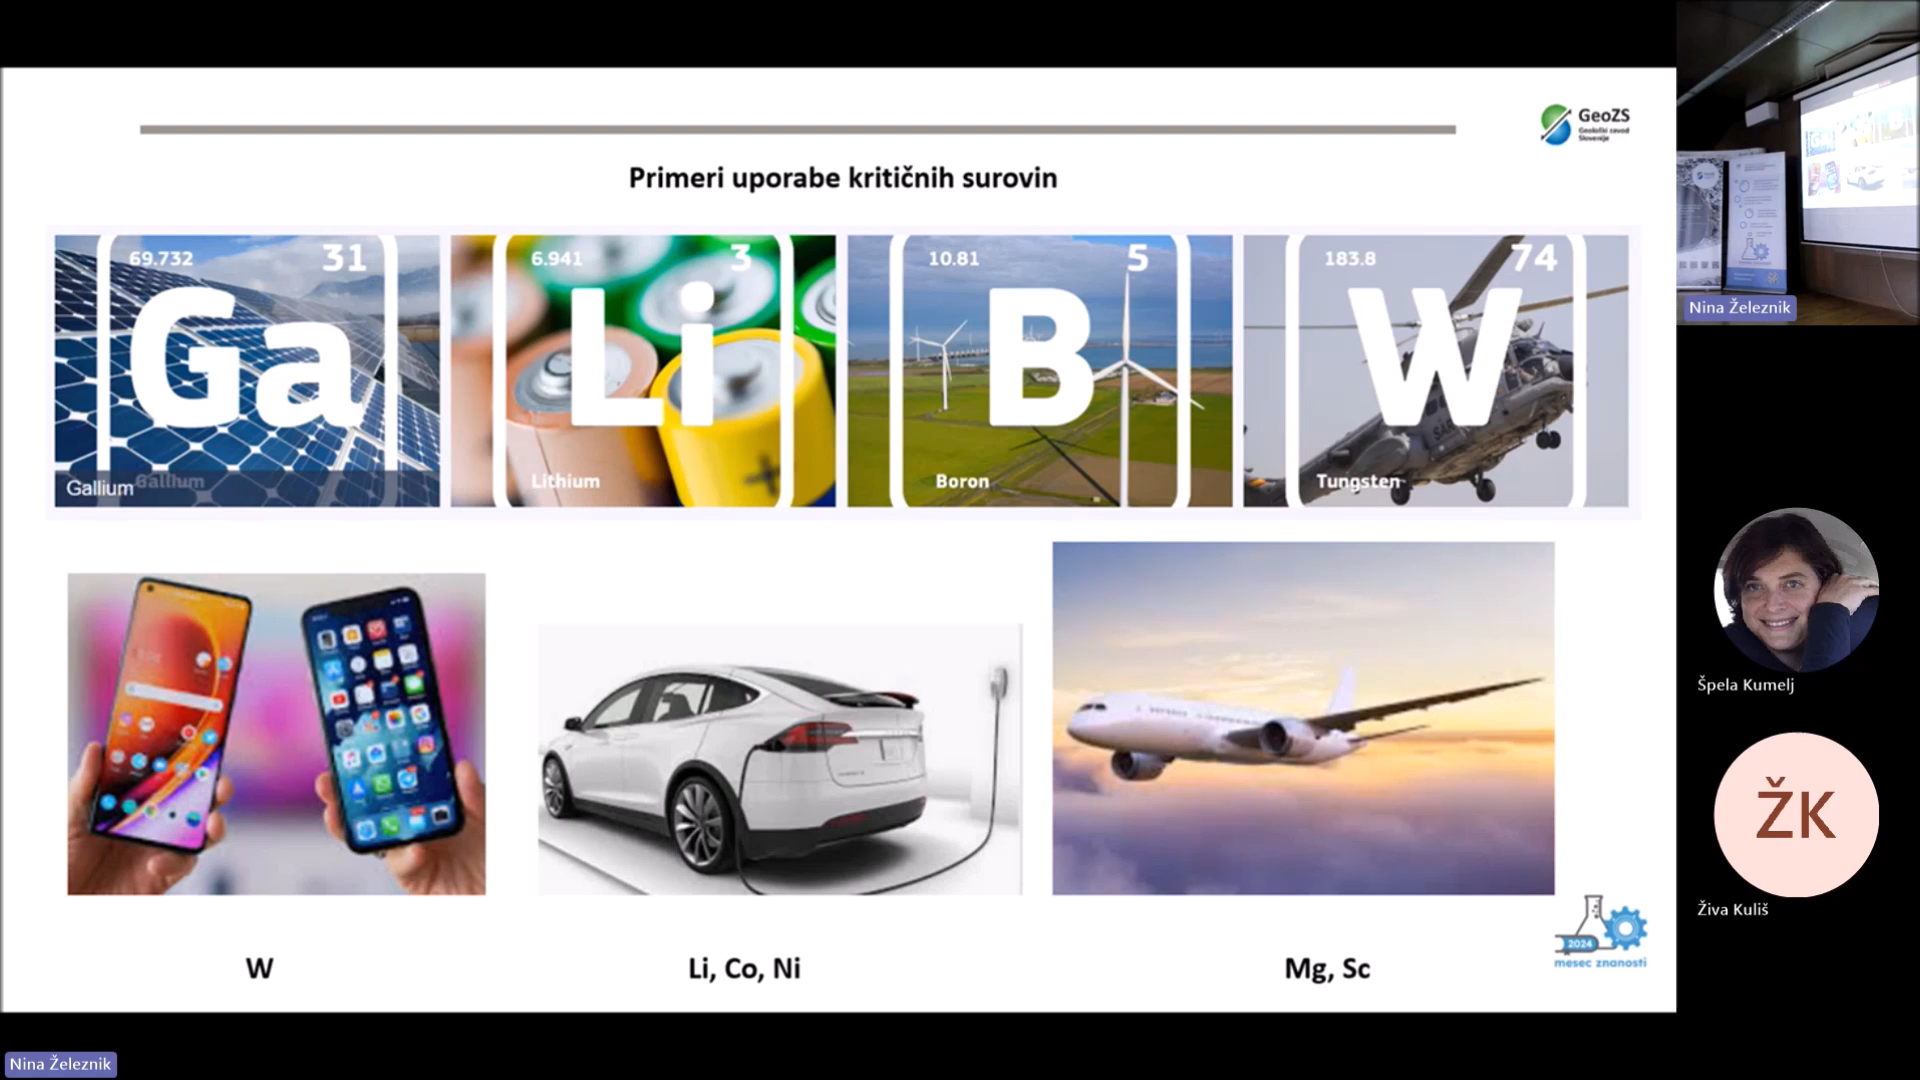 GeoZS
Geološki zavod
Slovenije
Primeri uporabe kritičnih surovin
69.732 31
Ga
Gallium
Gallium
6.941 3
Li
Lithium
10.81 5
B
Boron
183.8 74
W
Tungsten
W
Li, Co, Ni
Mg, Sc
2024
mesec znanosti
Nina Železnik
Špela Kumelj
ŽK
Živa Kuliš
Nina Železnik